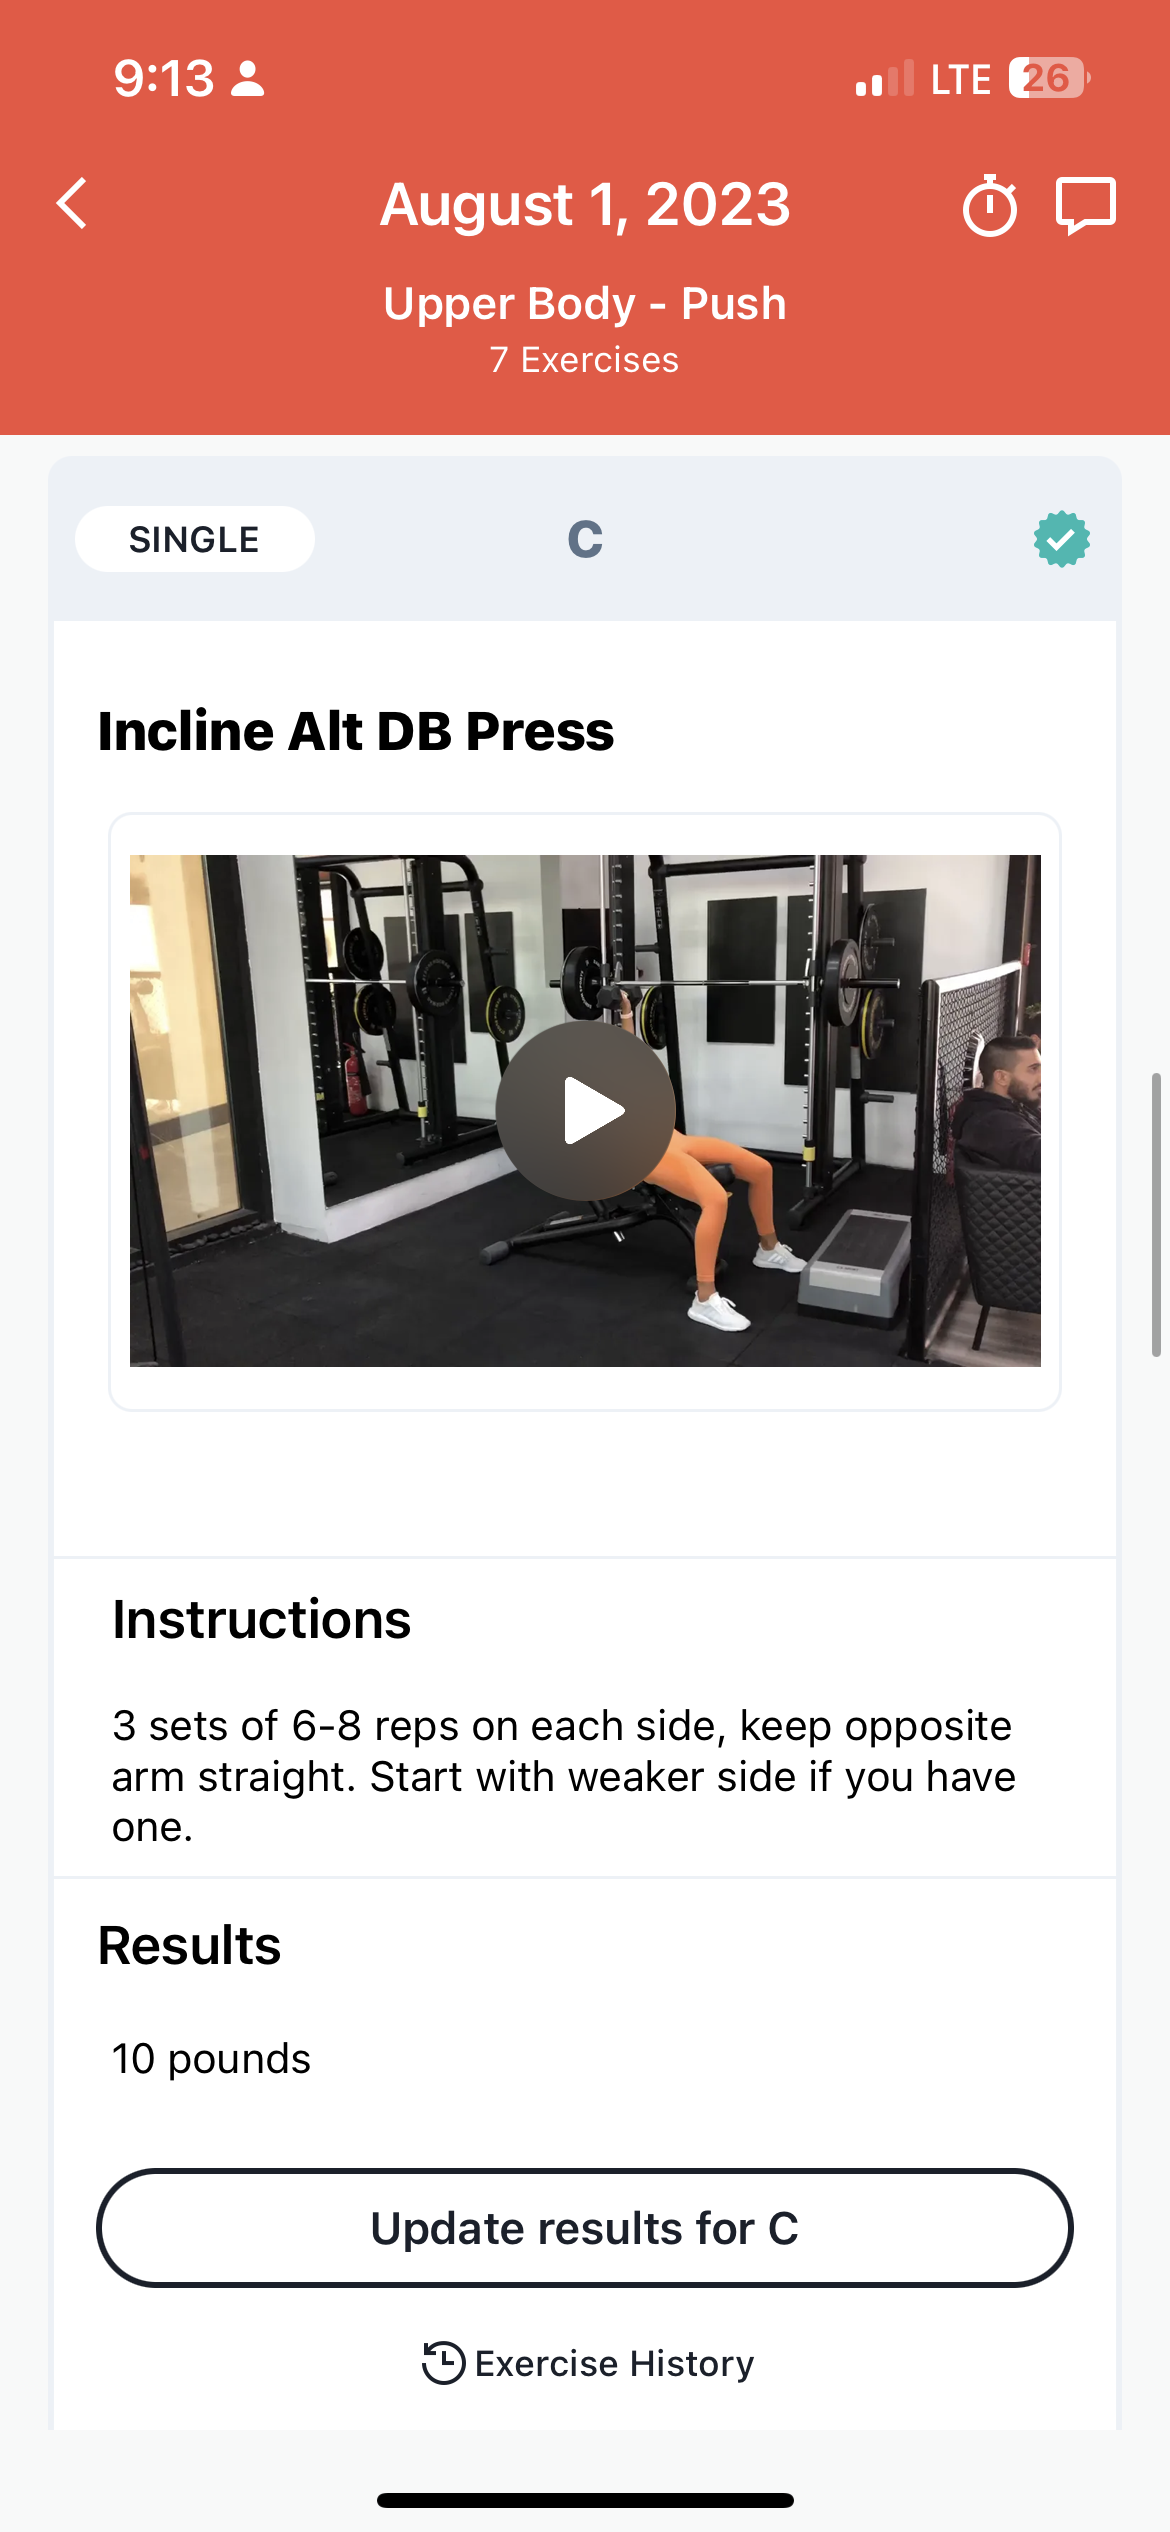 9:13
LTE 26
August 1, 2023
Upper Body - Push
7 Exercises
SINGLE
C
Incline Alt DB Press
Instructions
3 sets of 6-8 reps on each side, keep opposite
arm straight. Start with weaker side if you have
one.
Results
10 pounds
Update results for C
Exercise History